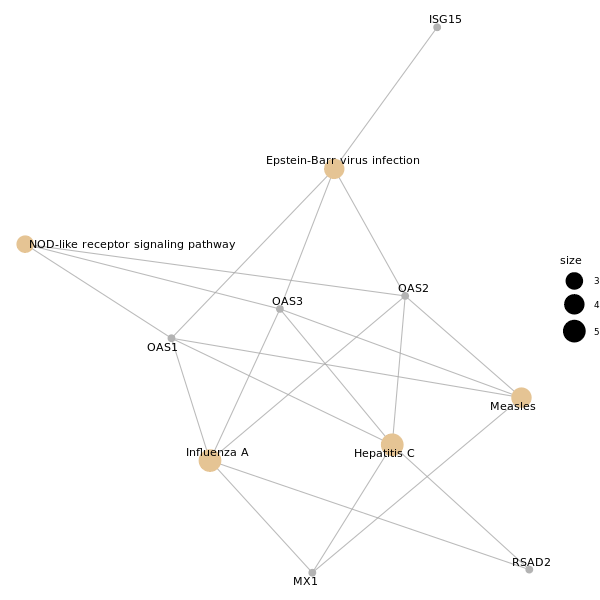 ISG15
Epstein-Barr virus infection
NOD-like receptor signaling pathway
size
3
OAS2
OAS3
4
5
OAS1
Measles
Influenza A
Hepatitis C
RSAD2
MX1